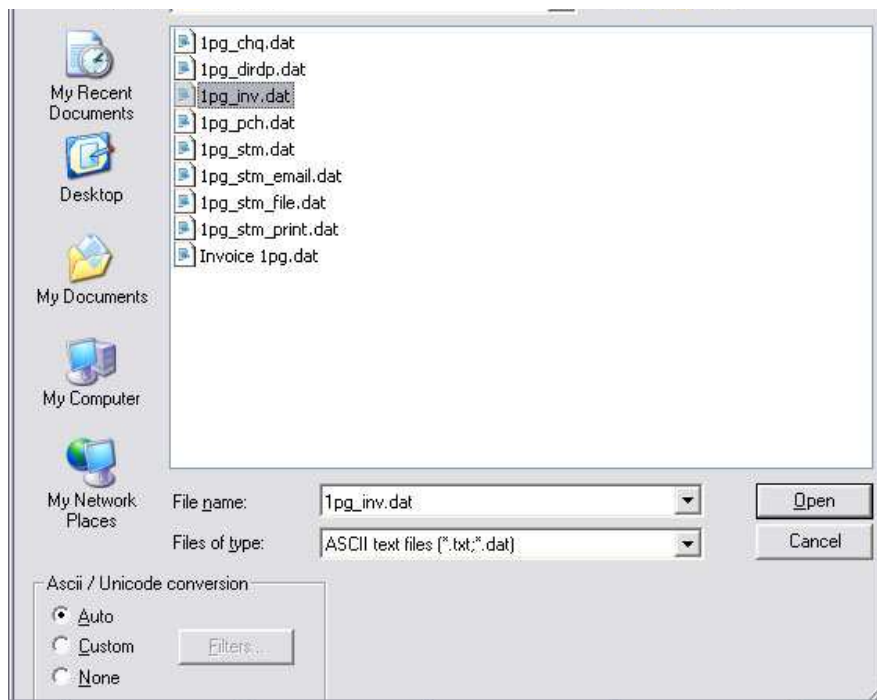 1pg_chq.dat
1pg_dirdp.dat
1pg_inv.dat
1pg_pch.dat
1pg_stm.dat
1pg_stm_email.dat
1pg_stm_file.dat
1pg_stm_print.dat
Invoice 1pg.dat
My Recent
Documents
Desktop
My Documents
My Computer
My Network
Places
File name:
1pg_inv.dat
Open
Files of type:
ASCII text files (*.txt;*.dat)
Cancel
Ascii / Unicode conversion
Auto
Custom
Filters...
None